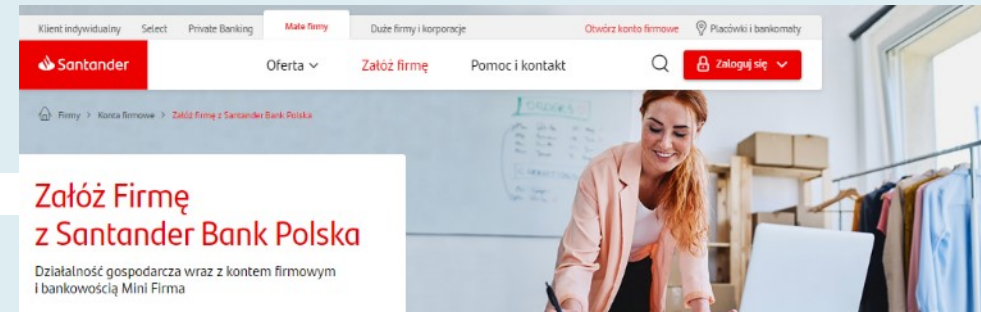 Klient indywidualny Select Private Banking Małe firmy Duże firmy i korporacje Otwórz konto firmowe Placówki i bankomaty
Santander Oferta Załóż firmę Pomoc i kontakt Zaloguj się
Firmy > Konta firmowe > Załóż firmę z Santander Bank Polska
ORDERS
Załóż Firmę
z Santander Bank Polska
Działalność gospodarcza wraz z kontem firmowym
i bankowością Mini Firma